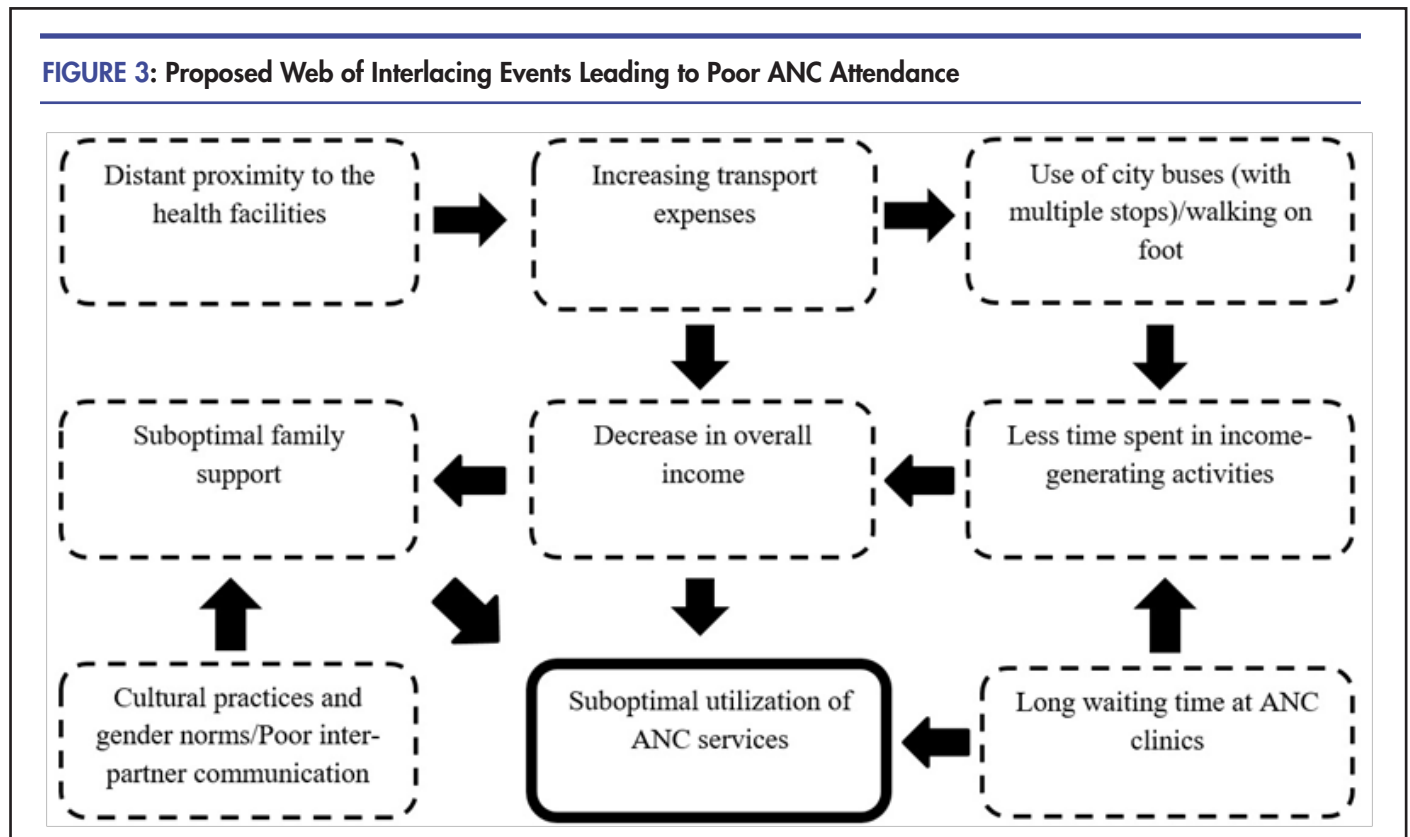 FIGURE 3: Proposed Web of Interlacing Events Leading to Poor ANC Attendance
Distant proximity to the
health facilities
Increasing transport
expenses
Use of city buses (with
multiple stops)/walking on
foot
Suboptimal family
support
Decrease in overall
income
Less time spent in income-
generating activities
Cultural practices and
gender norms/Poor inter-
partner communication
Suboptimal utilization of
ANC services
Long waiting time at ANC
clinics